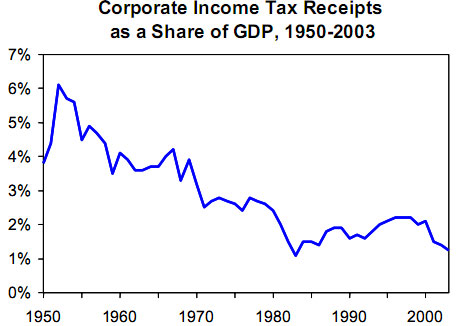 Corporate Income Tax Receipts
as a Share of GDP, 1950-2003
7%
6%
5%
4%
3%
2%
1%
0%
1950 1960 1970 1980 1990 2000